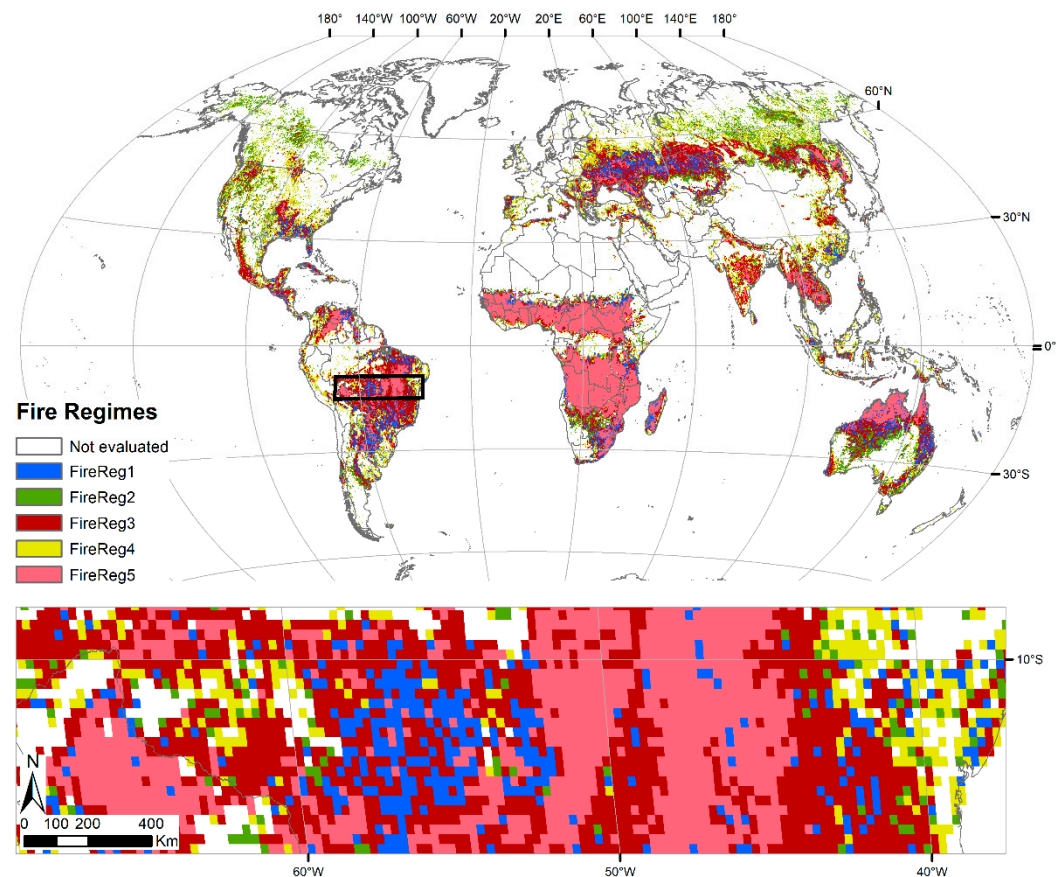 180° 140°W 100°W 60°W 20°W 20°E 60°E 100°E 140°E 180°
60°N
30°N
0°
30°S
Fire Regimes
Not evaluated
FireReg1
FireReg2
FireReg3
FireReg4
FireReg5
10°S
N
0 100 200 400
Km
60°W 50°W 40°W